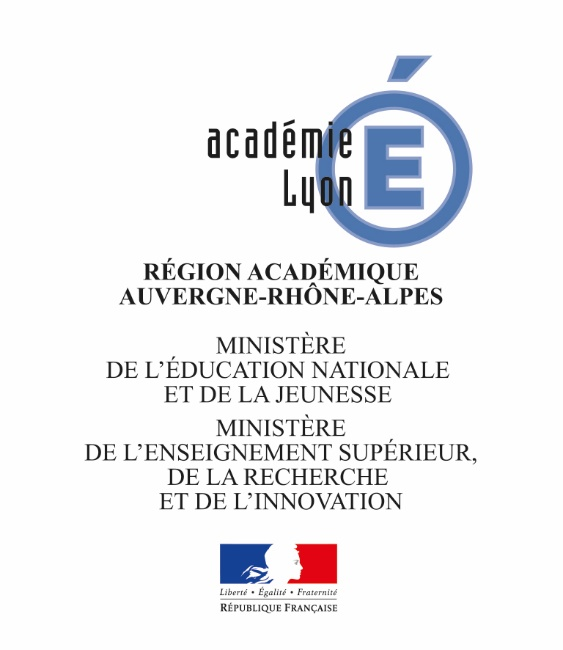 académie
Lyon
É
RÉGION ACADÉMIQUE
AUVERGNE-RHÔNE-ALPES
MINISTÈRE
DE L’ÉDUCATION NATIONALE
ET DE LA JEUNESSE
MINISTÈRE
DE L’ENSEIGNEMENT SUPÉRIEUR,
DE LA RECHERCHE
ET DE L’INNOVATION
Liberté • Égalité • Fraternité
RÉPUBLIQUE FRANÇAISE